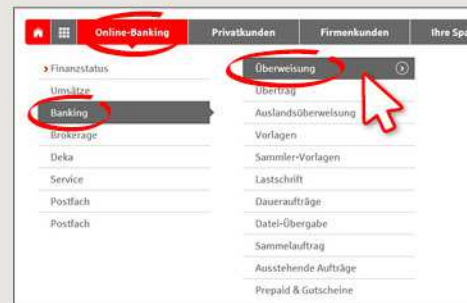 Online-Banking Privatkunden Firmenkunden Ihre Spa
Finanzstatus
Umsätze
Banking
Brokerage
Deka
Service
Postfach
Postfach
Überweisung
Übertrag
Auslandsüberweisung
Vorlagen
Sammler-Vorlagen
Lastschrift
Daueraufträge
Datei-Übergabe
Sammelauftrag
Ausstehende Aufträge
Prepaid & Gutscheine